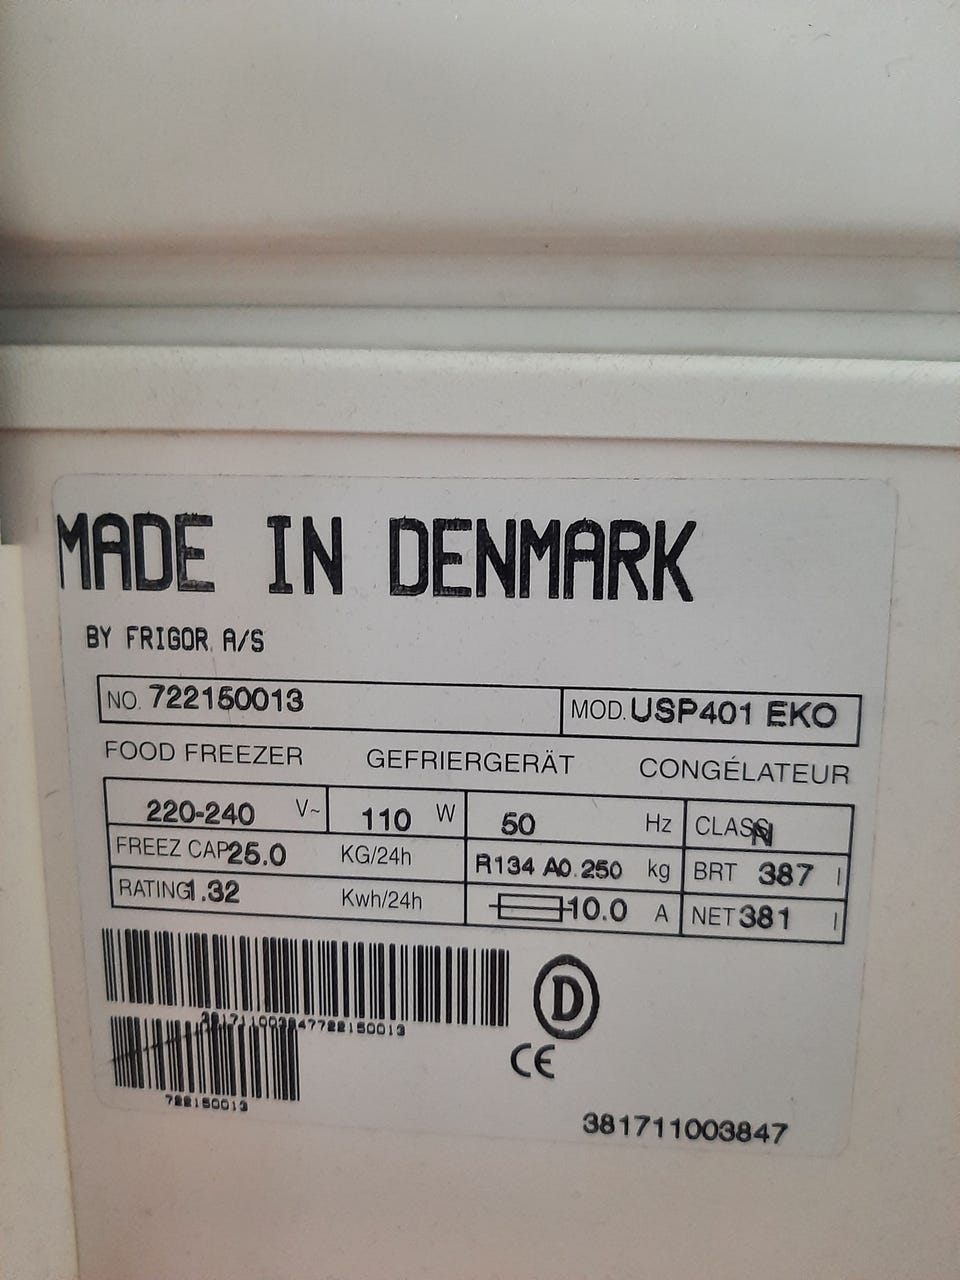 MADE IN DENMARK
BY FRIGOR A/S
NO. 722150013 MOD. USP401 EKO
FOOD FREEZER GEFRIERGERÄT CONGÉLATEUR
220-240 V~ 110 W 50 Hz CLASS N
FREEZ CAP 25.0 KG/24h R134 A0.250 kg BRT 387 l
RATING 1.32 Kwh/24h 10.0 A NET 381 l
381711003847722150013
D
CE
722150013
381711003847